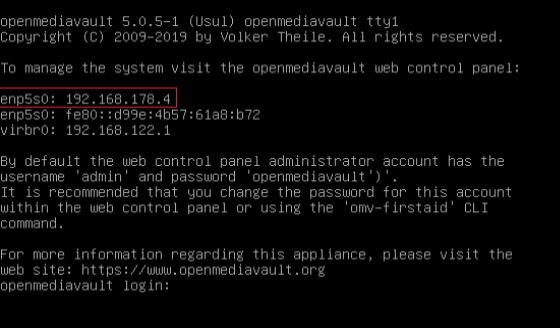 openmediavault 5.0.5-1 (Usul) openmediavault tty1
Copyright (C) 2009-2019 by Volker Theile. All rights reserved.
To manage the system visit the openmediavault web control panel:
enp5s0: 192.168.178.4
enp5s0: fe80::d99e:4b57:61a8:b72
virbr0: 192.168.122.1
By default the web control panel administrator account has the
username 'admin' and password 'openmediavault')'.
It is recommended that you change the password for this account
within the web control panel or using the 'omv-firstaid' CLI
command.
For more information regarding this appliance, please visit the
web site: https://www.openmediavault.org
openmediavault login: